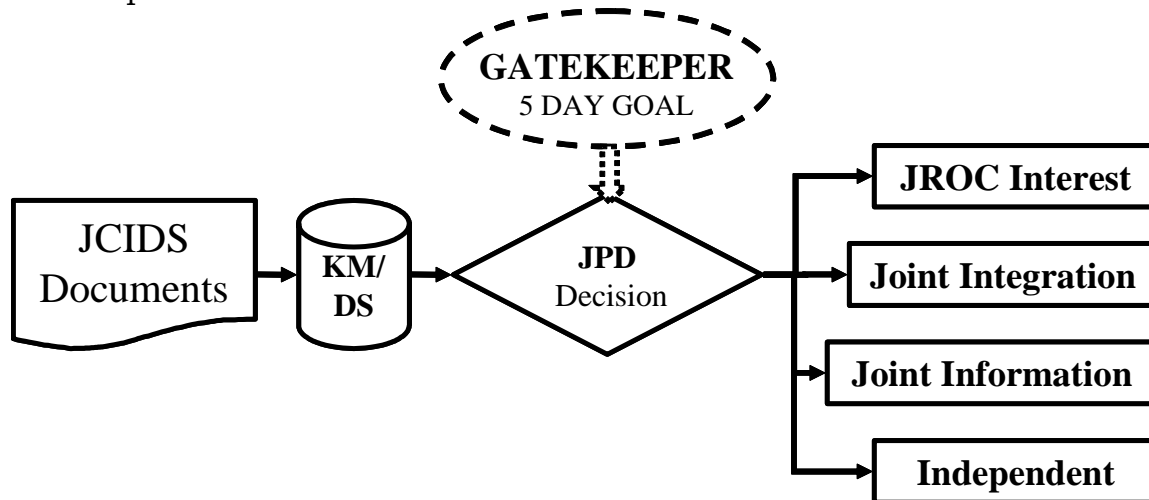 GATEKEEPER
5 DAY GOAL
JCIDS
Documents
KM/
DS
JPD
Decision
JROC Interest
Joint Integration
Joint Information
Independent